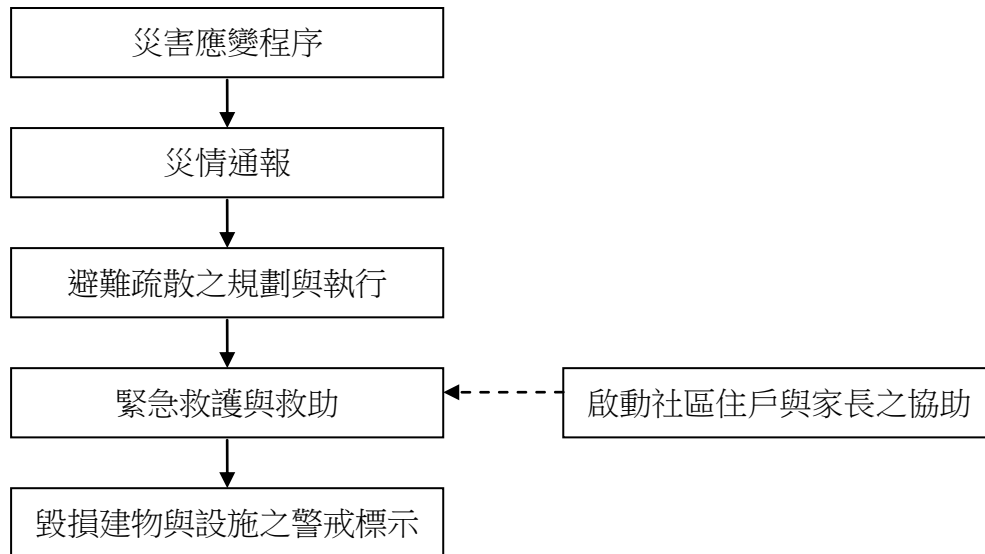 災害應變程序
災情通報
避難疏散之規劃與執行
緊急救護與救助
啟動社區住戶與家長之協助
毀損建物與設施之警戒標示